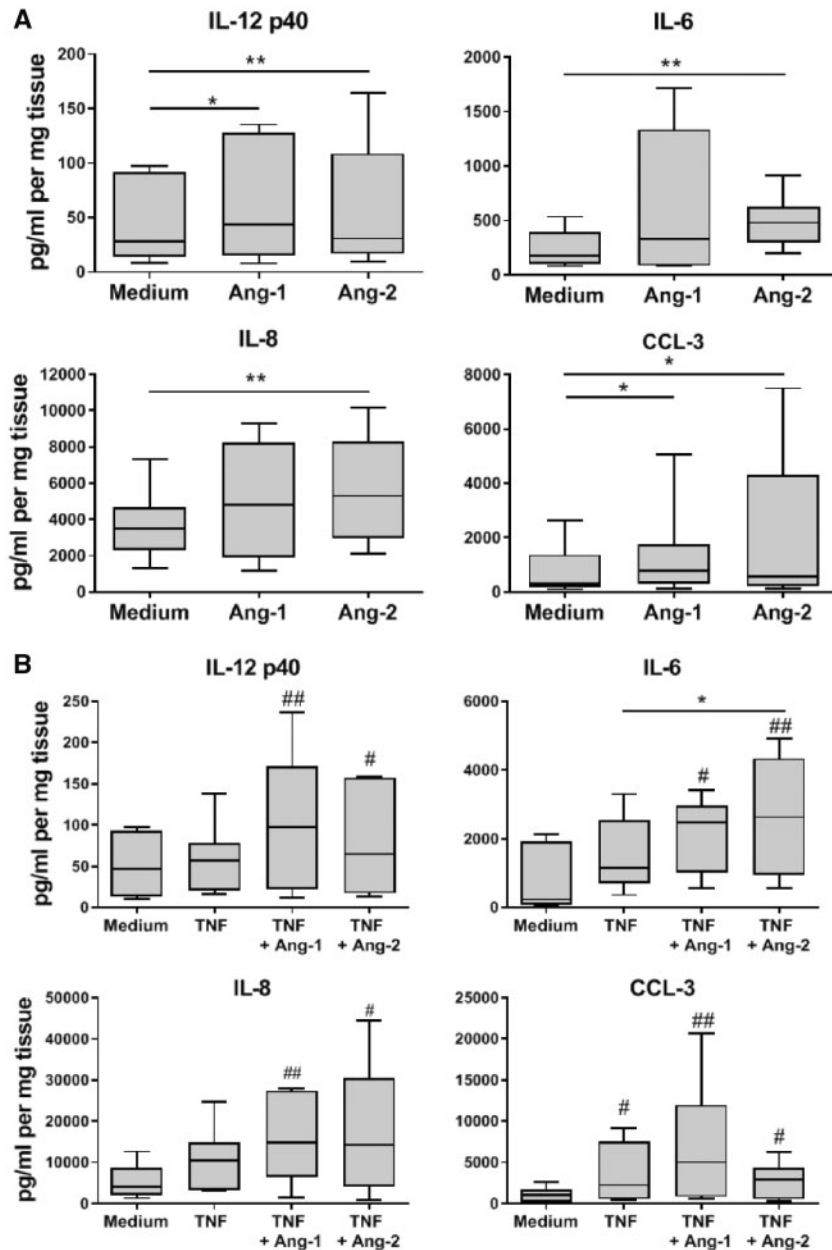 A
IL-12 p40
pg/ml per mg tissue
200
150
100
50
0
**
*
Medium Ang-1 Ang-2
IL-6
2000
1500
1000
500
0
**
Medium Ang-1 Ang-2
IL-8
pg/ml per mg tissue
12000
10000
8000
6000
4000
2000
0
**
Medium Ang-1 Ang-2
CCL-3
8000
6000
4000
2000
0
*
*
Medium Ang-1 Ang-2
B
IL-12 p40
pg/ml per mg tissue
250
200
150
100
50
0
##
#
Medium TNF TNF TNF
+ Ang-1 + Ang-2
IL-6
6000
4000
2000
0
*
##
#
Medium TNF TNF TNF
+ Ang-1 + Ang-2
IL-8
pg/ml per mg tissue
50000
40000
30000
20000
10000
0
#
##
Medium TNF TNF TNF
+ Ang-1 + Ang-2
CCL-3
25000
20000
15000
10000
5000
0
##
#
#
Medium TNF TNF TNF
+ Ang-1 + Ang-2